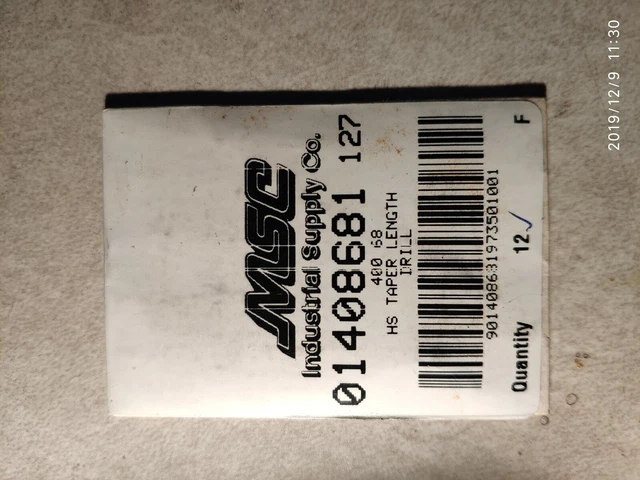 MSC
Industrial Supply Co.
01408681 127
400 68
HS TAPER LENGTH
DRILL
901408631973501001
Quantity 12 F
2019/12/9 11:30